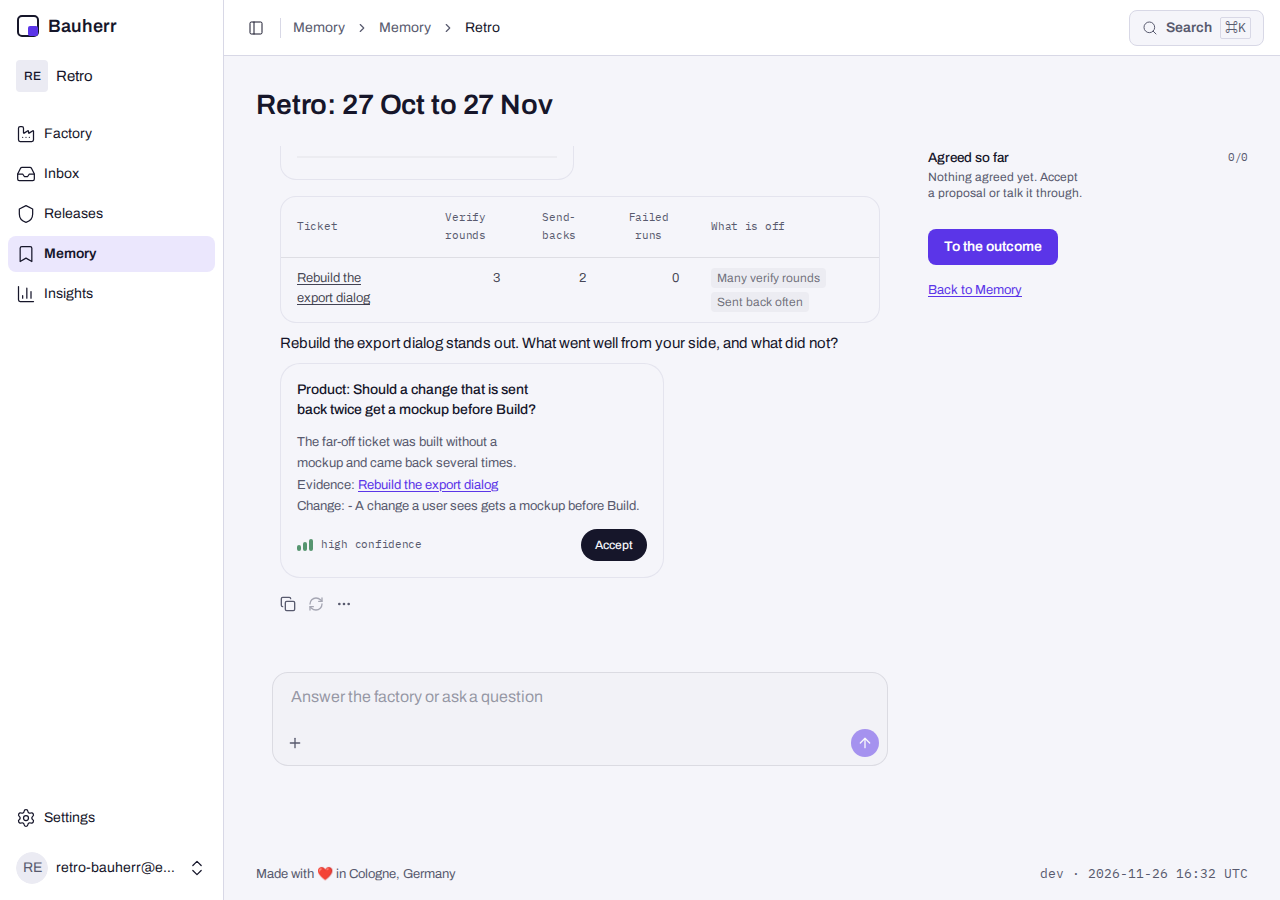 Bauherr
RE
Retro
Factory
Inbox
Releases
Memory
Insights
Settings
RE
retro-bauherr@e...
Memory > Memory > Retro
Search ⌘K
Retro: 27 Oct to 27 Nov
Ticket
Verify rounds
Send-backs
Failed runs
What is off
Rebuild the
export dialog
3
2
0
Many verify rounds
Sent back often
Rebuild the export dialog stands out. What went well from your side, and what did not?
Product: Should a change that is sent
back twice get a mockup before Build?
The far-off ticket was built without a
mockup and came back several times.
Evidence: Rebuild the export dialog
Change: - A change a user sees gets a mockup before Build.
high confidence
Accept
Answer the factory or ask a question
Agreed so far
0/0
Nothing agreed yet. Accept
a proposal or talk it through.
To the outcome
Back to Memory
Made with ❤️ in Cologne, Germany
dev · 2026-11-26 16:32 UTC